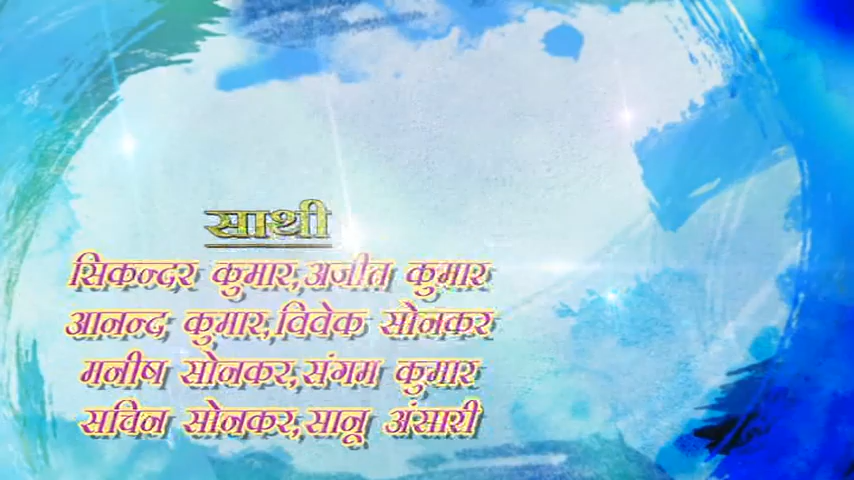 साथी
सिकन्दर कुमार,अजीत कुमार
आनन्द कुमार,विवेक सोनकर
मनीष सोनकर,संगम कुमार
सचिन सोनकर,सानू अंसारी